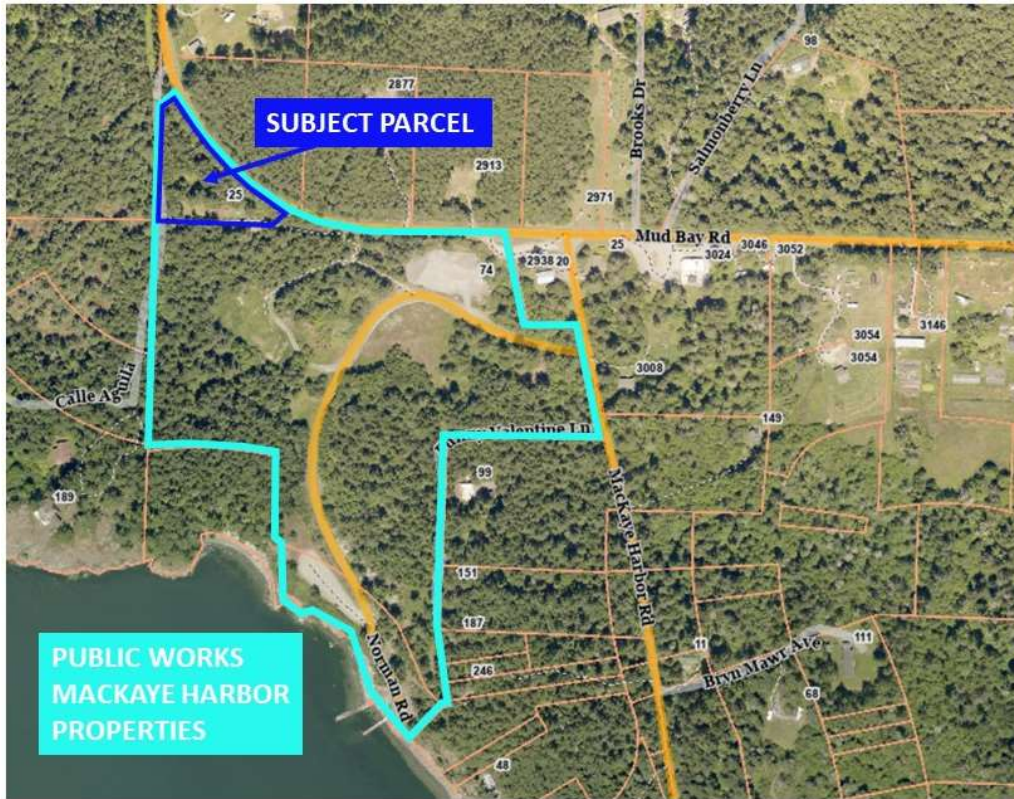 98
2877
SUBJECT PARCEL
Brooks Dr
Salmonberry Ln
2913
25
2971
Mud Bay Rd
25
3046
3052
2938
20
3024
74
3146
3054
3054
3008
Calle Aguila
149
Valentine Ln
99
189
MacKaye Harbor Rd
151
187
11
111
Bryn Mawr Ave
246
68
Norman Rd
PUBLIC WORKS
MACKAYE HARBOR
PROPERTIES
48